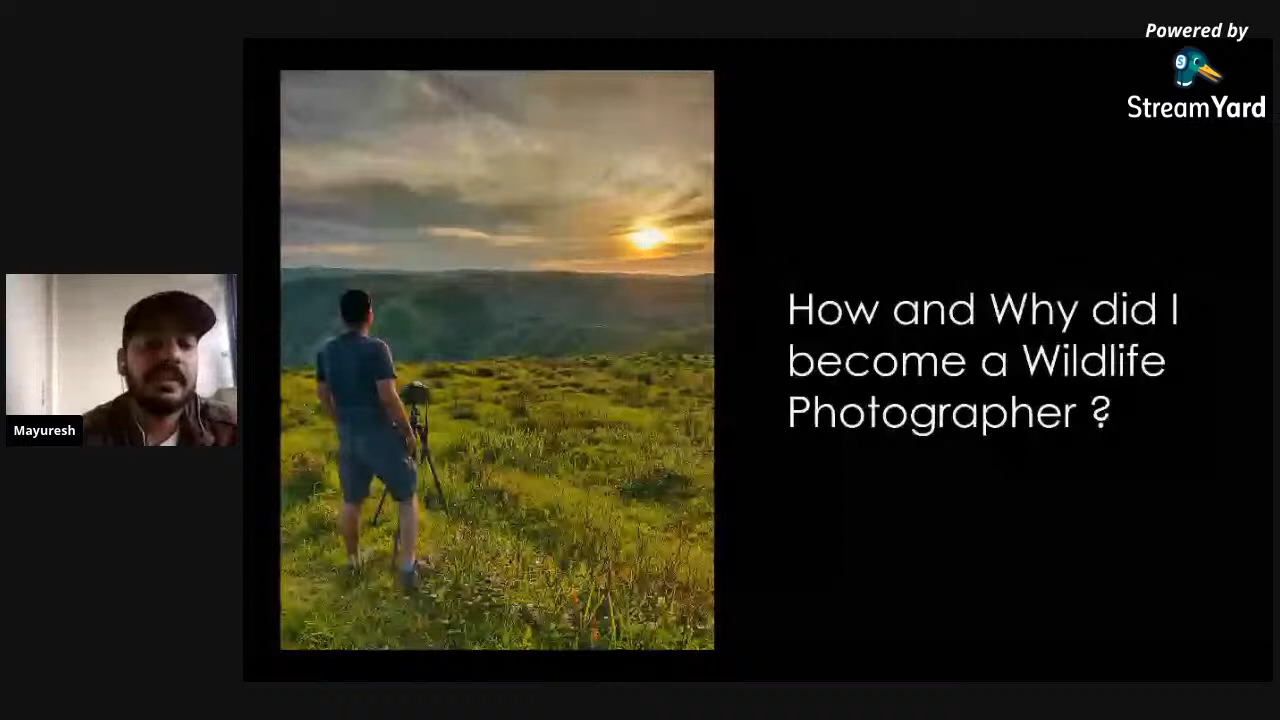 Powered by
StreamYard
How and Why did I
become a Wildlife
Photographer ?
Mayuresh